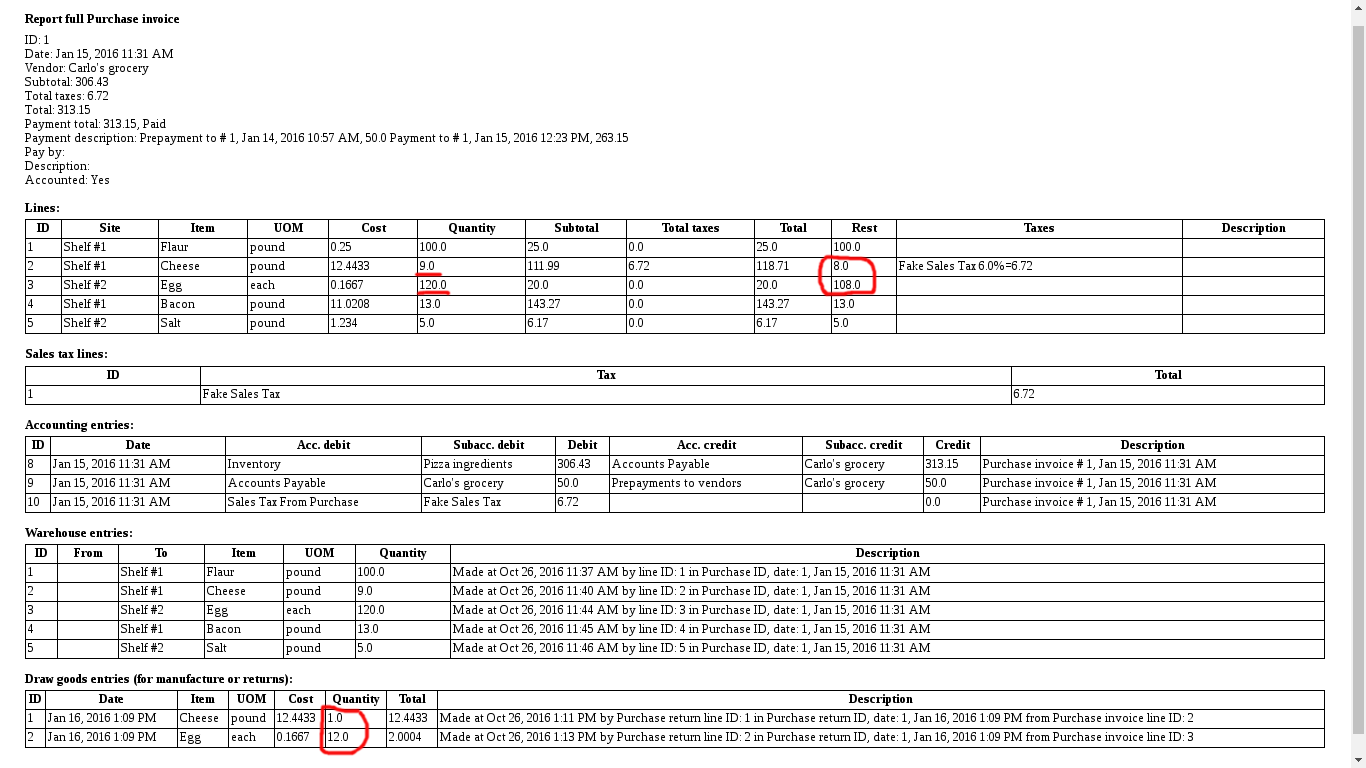 Report full Purchase invoice
ID: 1
Date: Jan 15, 2016 11:31 AM
Vendor: Carlo's grocery
Subtotal: 306.43
Total taxes: 6.72
Total: 313.15
Payment total: 313.15, Paid
Payment description: Prepayment to # 1, Jan 14, 2016 10:57 AM, 50.0 Payment to # 1, Jan 15, 2016 12:23 PM, 263.15
Pay by:
Description:
Accounted: Yes
Lines:
ID Site Item UOM Cost Quantity Subtotal Total taxes Total Rest Taxes Description
1 Shelf #1 Flaur pound 0.25 100.0 25.0 0.0 25.0 100.0
2 Shelf #1 Cheese pound 12.4433 9.0 111.99 6.72 118.71 8.0 Fake Sales Tax 6.0%=6.72
3 Shelf #2 Egg each 0.1667 120.0 20.0 0.0 20.0 108.0
4 Shelf #1 Bacon pound 11.0208 13.0 143.27 0.0 143.27 13.0
5 Shelf #2 Salt pound 1.234 5.0 6.17 0.0 6.17 5.0
Sales tax lines:
ID Tax Total
1 Fake Sales Tax 6.72
Accounting entries:
ID Date Acc. debit Subacc. debit Debit Acc. credit Subacc. credit Credit Description
8 Jan 15, 2016 11:31 AM Inventory Pizza ingredients 306.43 Accounts Payable Carlo's grocery 313.15 Purchase invoice # 1, Jan 15, 2016 11:31 AM
9 Jan 15, 2016 11:31 AM Accounts Payable Carlo's grocery 50.0 Prepayments to vendors Carlo's grocery 50.0 Purchase invoice # 1, Jan 15, 2016 11:31 AM
10 Jan 15, 2016 11:31 AM Sales Tax From Purchase Fake Sales Tax 6.72 0.0 Purchase invoice # 1, Jan 15, 2016 11:31 AM
Warehouse entries:
ID From To Item UOM Quantity Description
1 Shelf #1 Flaur pound 100.0 Made at Oct 26, 2016 11:37 AM by line ID: 1 in Purchase ID, date: 1, Jan 15, 2016 11:31 AM
2 Shelf #1 Cheese pound 9.0 Made at Oct 26, 2016 11:40 AM by line ID: 2 in Purchase ID, date: 1, Jan 15, 2016 11:31 AM
3 Shelf #2 Egg each 120.0 Made at Oct 26, 2016 11:44 AM by line ID: 3 in Purchase ID, date: 1, Jan 15, 2016 11:31 AM
4 Shelf #1 Bacon pound 13.0 Made at Oct 26, 2016 11:45 AM by line ID: 4 in Purchase ID, date: 1, Jan 15, 2016 11:31 AM
5 Shelf #2 Salt pound 5.0 Made at Oct 26, 2016 11:46 AM by line ID: 5 in Purchase ID, date: 1, Jan 15, 2016 11:31 AM
Draw goods entries (for manufacture or returns):
ID Date Item UOM Cost Quantity Total Description
1 Jan 16, 2016 1:09 PM Cheese pound 12.4433 1.0 12.4433 Made at Oct 26, 2016 1:11 PM by Purchase return line ID: 1 in Purchase return ID, date: 1, Jan 16, 2016 1:09 PM from Purchase invoice line ID: 2
2 Jan 16, 2016 1:09 PM Egg each 0.1667 12.0 2.0004 Made at Oct 26, 2016 1:13 PM by Purchase return line ID: 2 in Purchase return ID, date: 1, Jan 16, 2016 1:09 PM from Purchase invoice line ID: 3